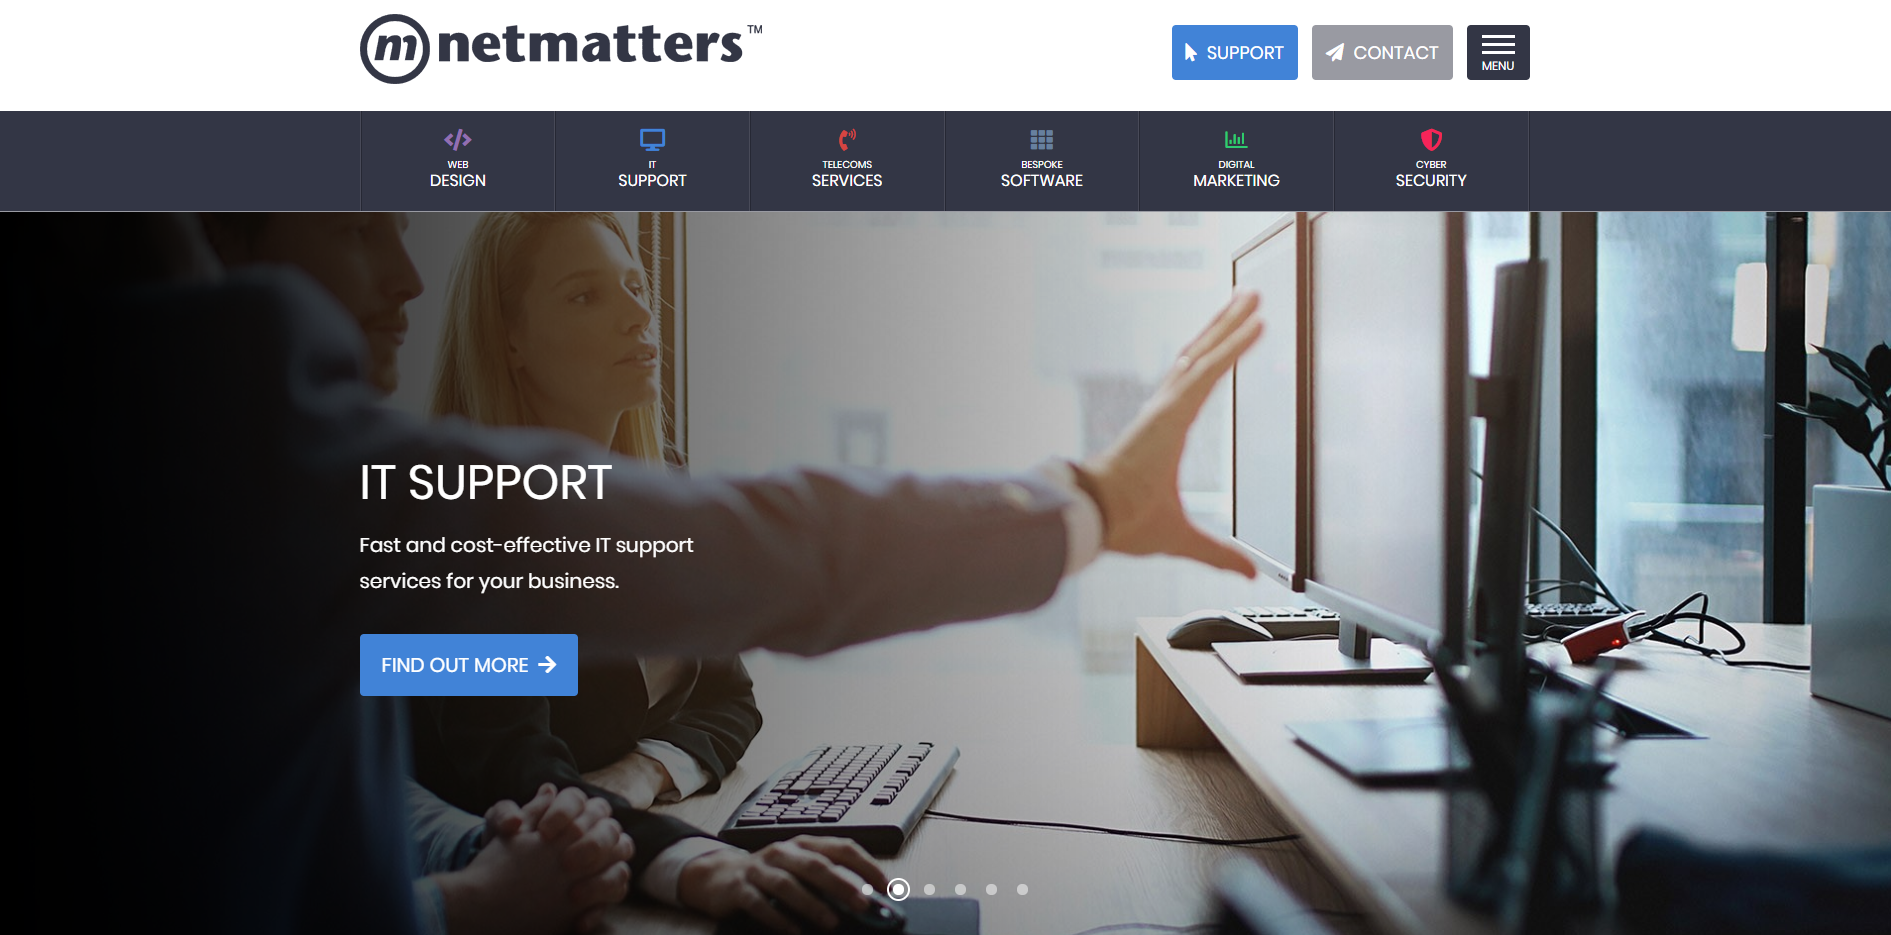 m netmatters™
SUPPORT
CONTACT
MENU
WEB
DESIGN
IT
SUPPORT
TELECOMS
SERVICES
BESPOKE
SOFTWARE
DIGITAL
MARKETING
CYBER
SECURITY
IT SUPPORT
Fast and cost-effective IT support
services for your business.
FIND OUT MORE